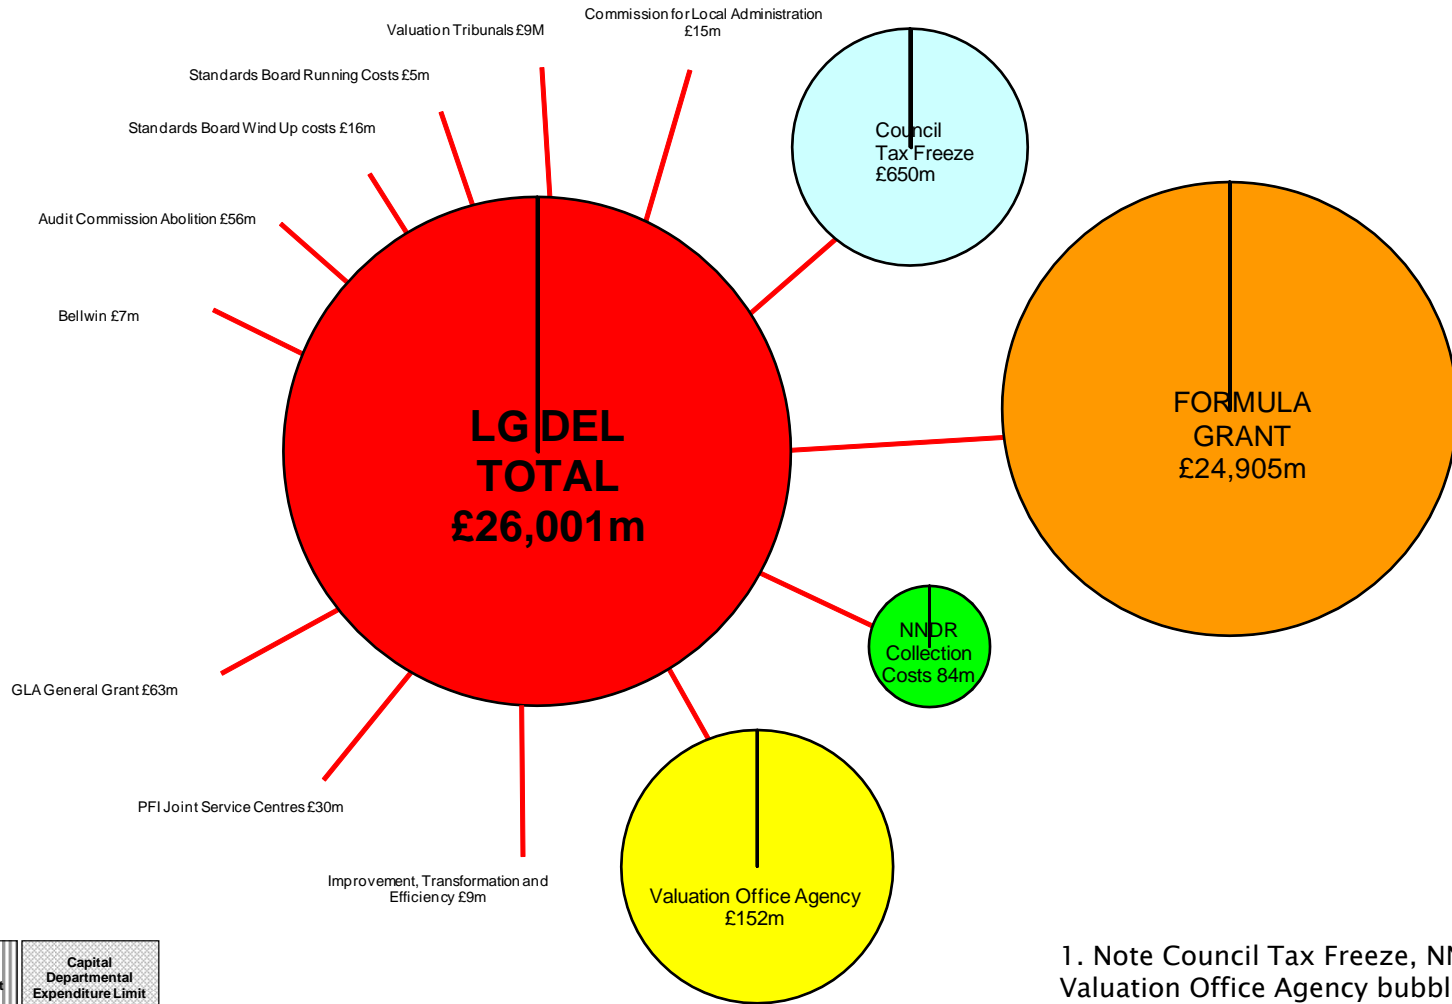 Commission for Local Administration
£15m
Valuation Tribunals £9M
Standards Board Running Costs £5m
Standards Board Wind Up costs £16m
Audit Commission Abolition £56m
Bellwin £7m
Council
Tax Freeze
£650m
LG DEL
TOTAL
£26,001m
FORMULA
GRANT
£24,905m
NNDR
Collection
Costs 84m
GLA General Grant £63m
PFI Joint Service Centres £30m
Improvement, Transformation and
Efficiency £9m
Valuation Office Agency
£152m
Capital
Departmental
Expenditure Limit
1. Note Council Tax Freeze,
Valuation Office Agency